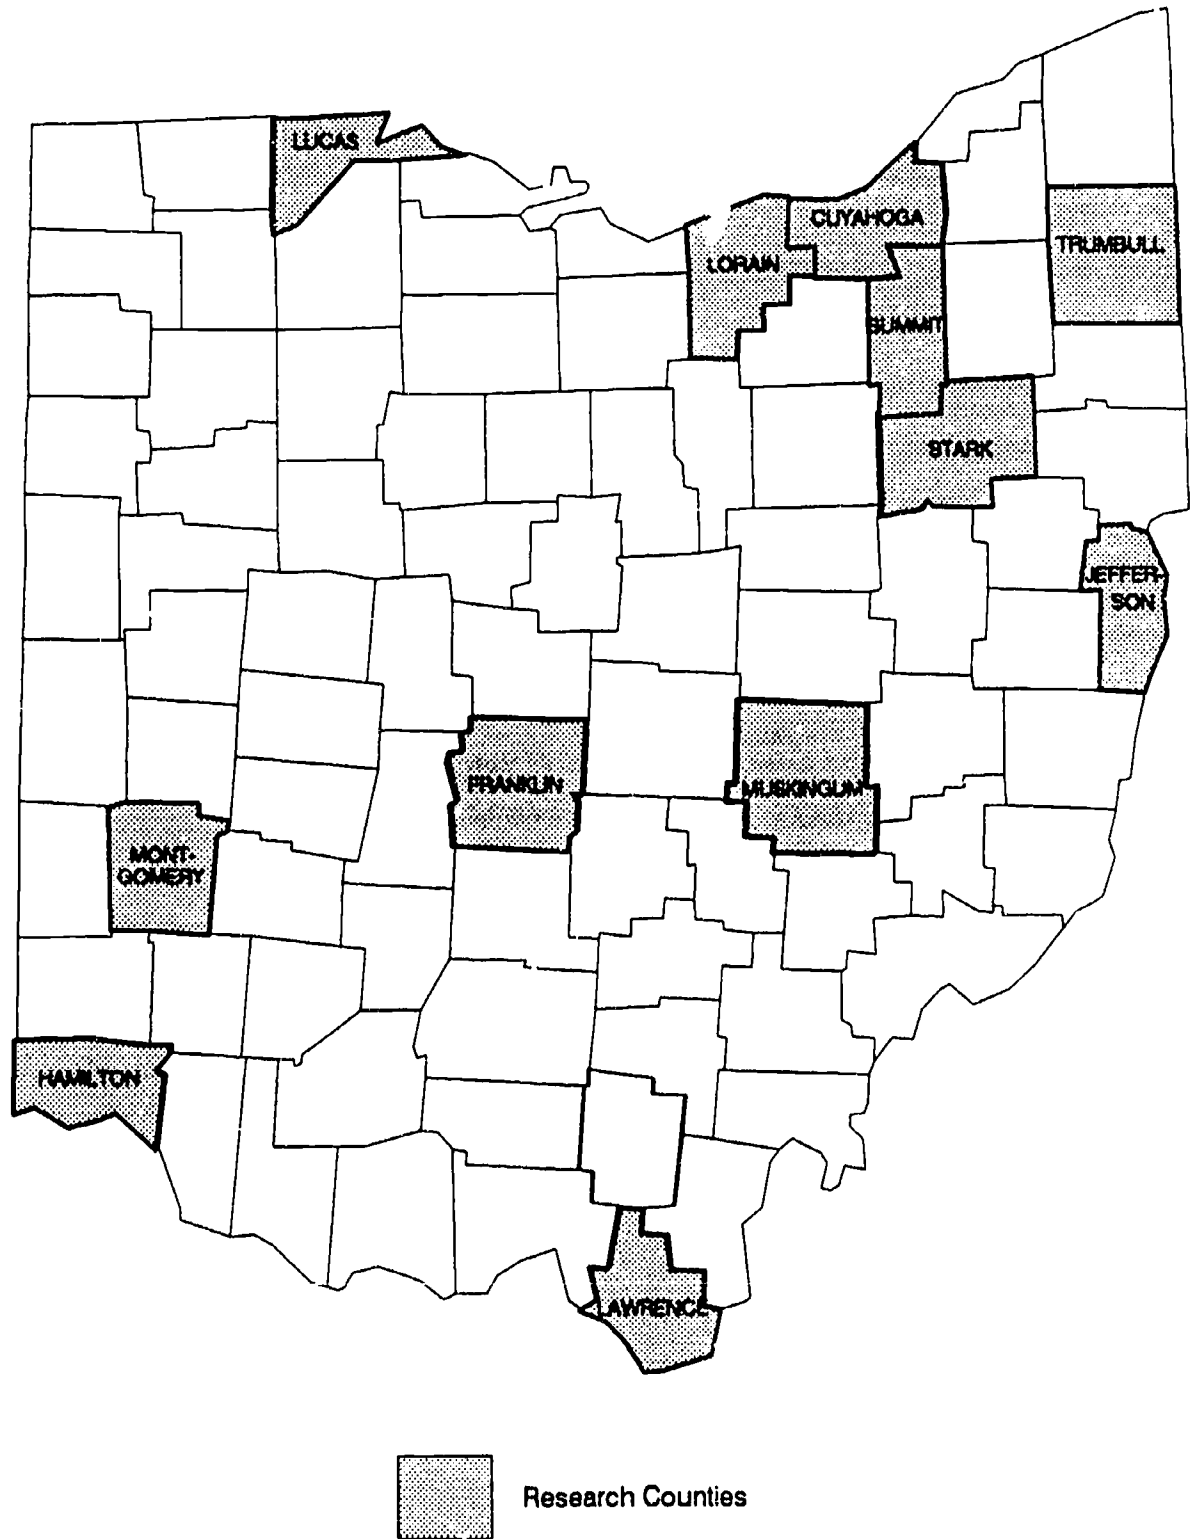 LUCAS
CUYAHOGA
TRUMBULL
LORAIN
SUMMIT
STARK
JEFFER-
SON
FRANKLIN
MUSKINGUM
MONT-
GOMERY
HAMILTON
LAWRENCE
Research Counties